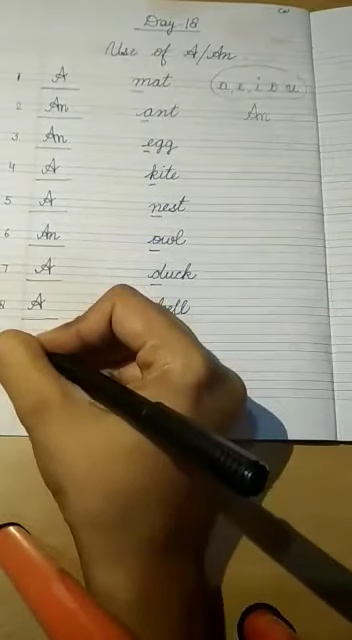 CW
Day-18
Use of A/An
1 A mat a, e, i o u
2 An ant An
3 An egg
4 A kite
5 A nest
6 An owl
7 A duck
8 A